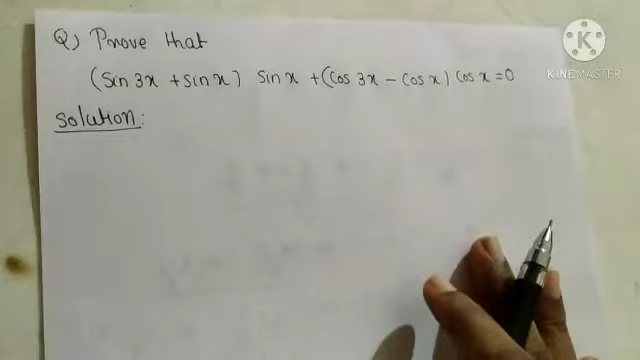 Q) Prove that
(Sin 3x + sin x) Sin x + (Cos 3x - Cos x) Cos x = 0
Solution:
KINEMASTER